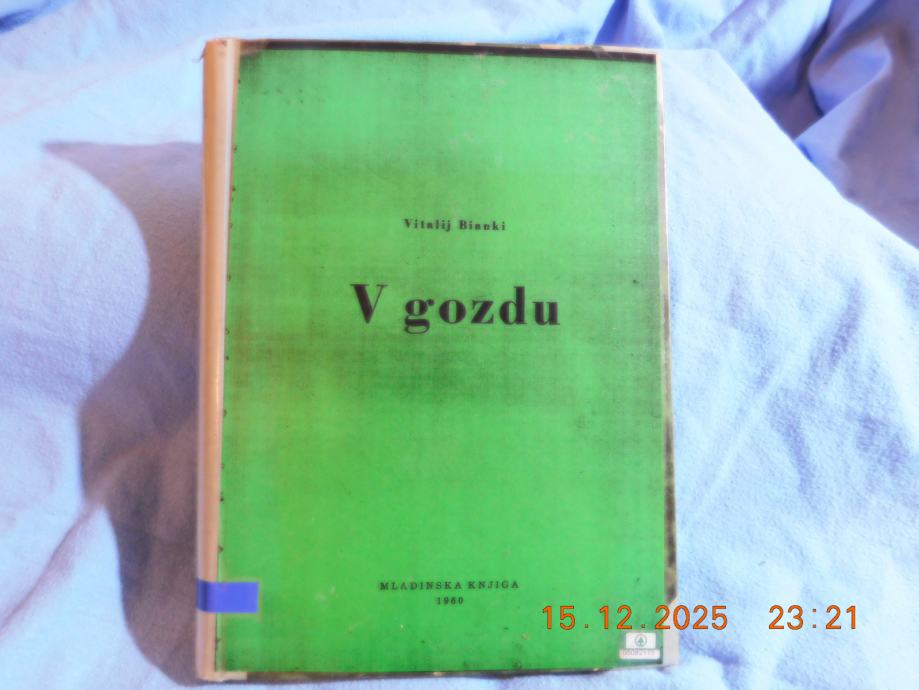 Vitalij Bianki
V gozdu
MLADINSKA KNJIGA
1960
15.12.2025 23:21